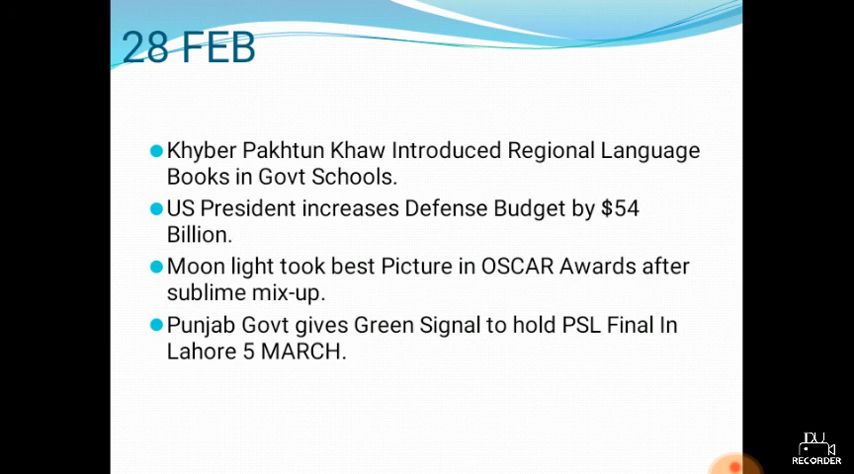 28 FEB
Khyber Pakhtun Khaw Introduced Regional Language
Books in Govt Schools.
US President increases Defense Budget by $54
Billion.
Moon light took best Picture in OSCAR Awards after
sublime mix-up.
Punjab Govt gives Green Signal to hold PSL Final In
Lahore 5 MARCH.
DU
RECORDER